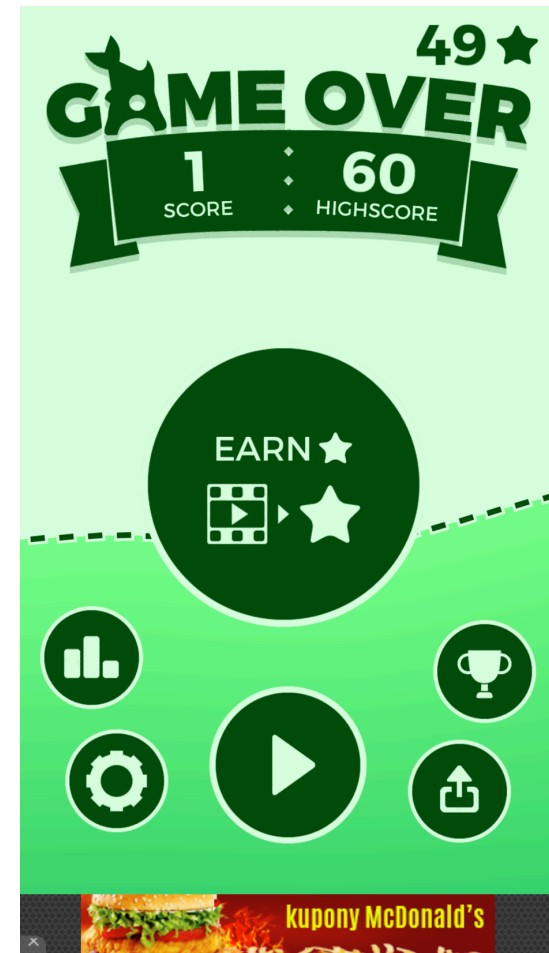 49
GAME OVER
1 60
SCORE HIGHSCORE
EARN
kupony McDonald's